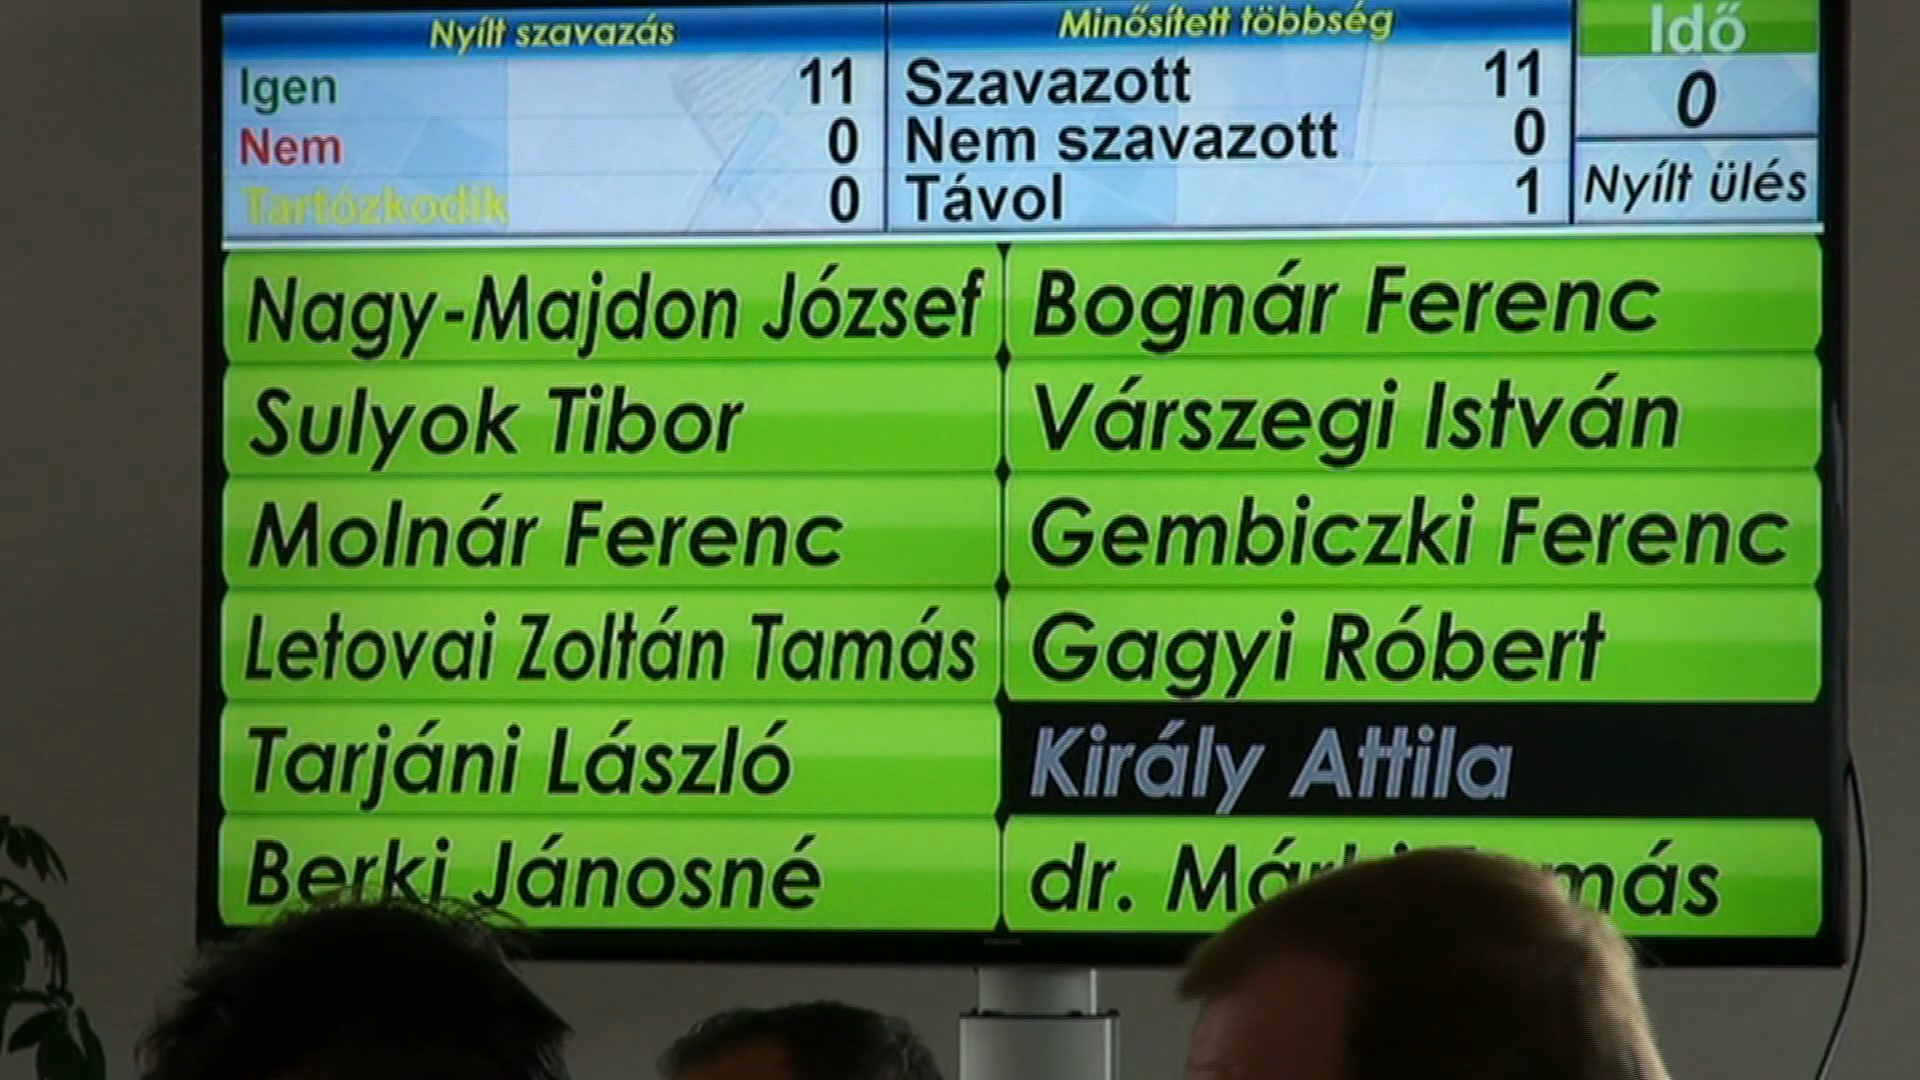 Nyílt szavazás
Igen 11
Nem 0
Tartózkodik 0
Minősített többség
Szavazott 11
Nem szavazott 0
Távol 1
Idő
0
Nyílt ülés
Nagy-Majdon József
Sulyok Tibor
Molnár Ferenc
Letovai Zoltán Tamás
Tarjáni László
Berki Jánosné
Bognár Ferenc
Várszegi István
Gembiczki Ferenc
Gagyi Róbert
Király Attila
dr.